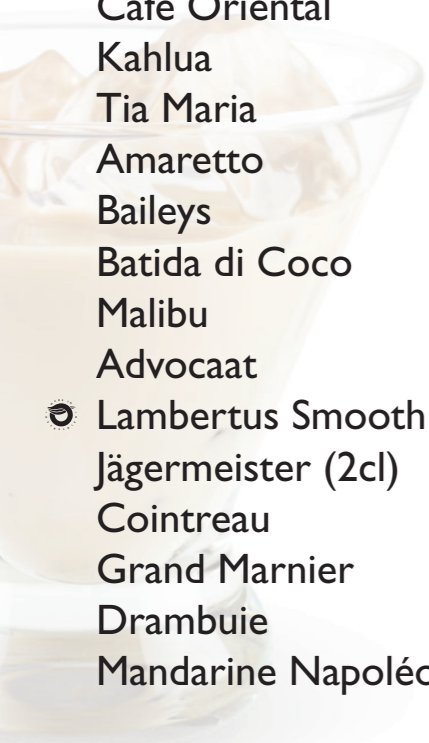 Café Oriental
Kahlua
Tia Maria
Amaretto
Baileys
Batida di Coco
Malibu
Advocaat
Lambertus Smooth
Jägermeister (2cl)
Cointreau
Grand Marnier
Drambuie
Mandarine